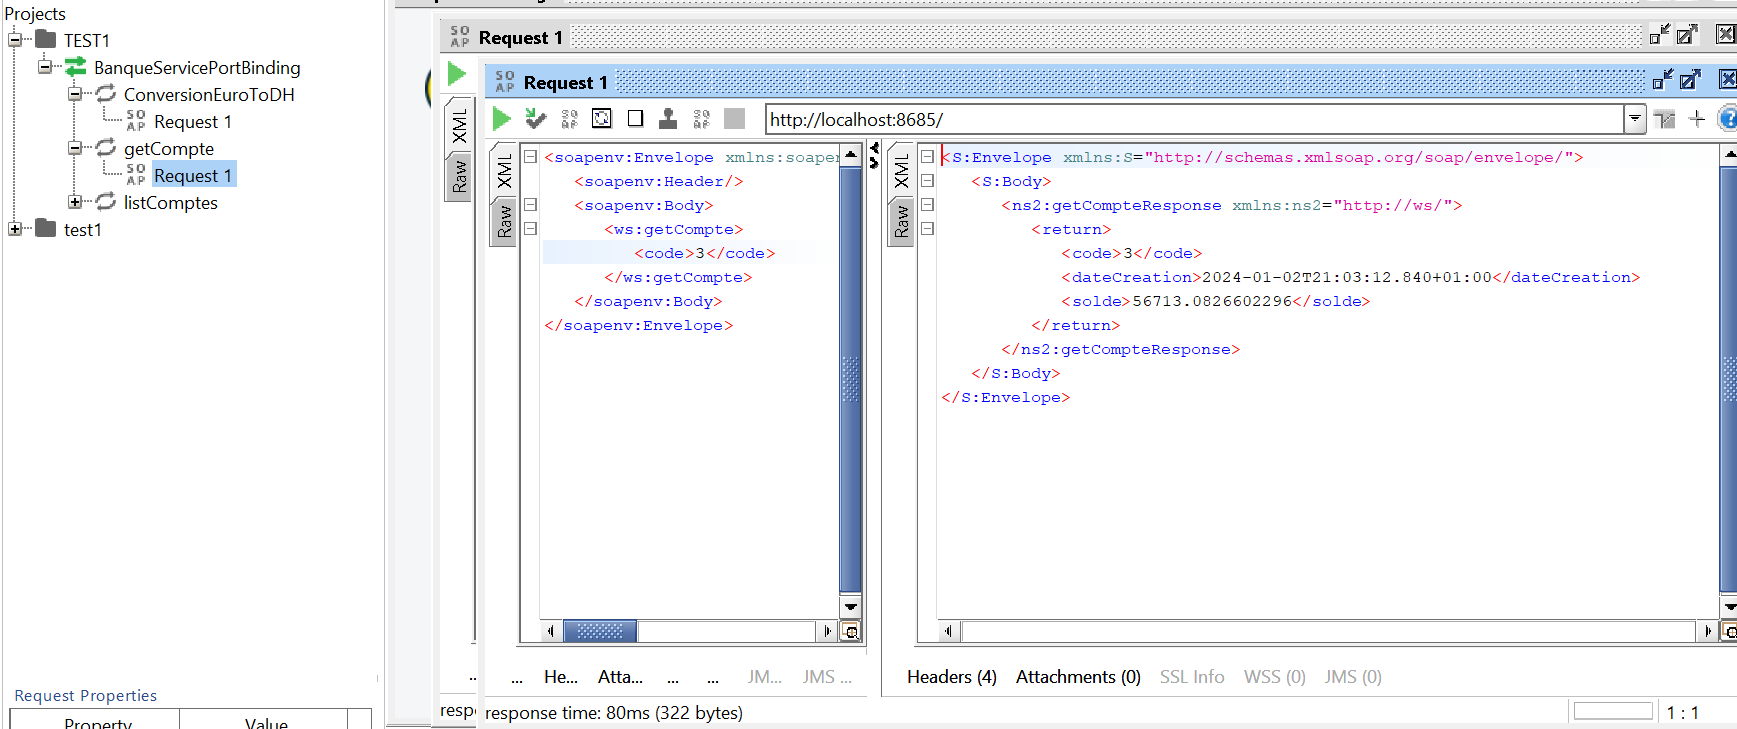 Projects
TEST1
BanqueServicePortBinding
ConversionEuroToDH
SOAP Request 1
getCompte
SOAP Request 1
listComptes
test1
Request Properties
Property Value
SOAP Request 1
XML
Raw
SOAP Request 1
http://localhost:8685/
XML
Raw
<soapenv:Envelope xmlns:soapen
<soapenv:Header/>
<soapenv:Body>
<ws:getCompte>
<code>3</code>
</ws:getCompte>
</soapenv:Body>
</soapenv:Envelope>
... He... Atta... ... ... JM... JMS ...
XML
Raw
<S:Envelope xmlns:S="http://schemas.xmlsoap.org/soap/envelope/">
<S:Body>
<ns2:getCompteResponse xmlns:ns2="http://ws/">
<return>
<code>3</code>
<dateCreation>2024-01-02T21:03:12.840+01:00</dateCreation>
<solde>56713.0826602296</solde>
</return>
</ns2:getCompteResponse>
</S:Body>
</S:Envelope>
Headers (4) Attachments (0) SSL Info WSS (0) JMS (0)
resp
response time: 80ms (322 bytes)
1 : 1